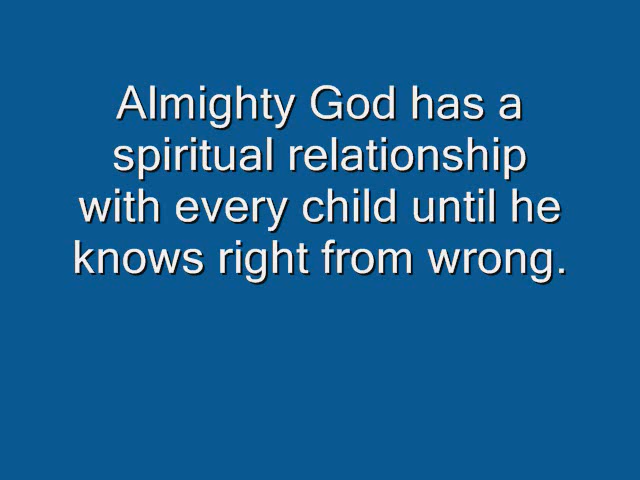 Almighty God has a
spiritual relationship
with every child until he
knows right from wrong.